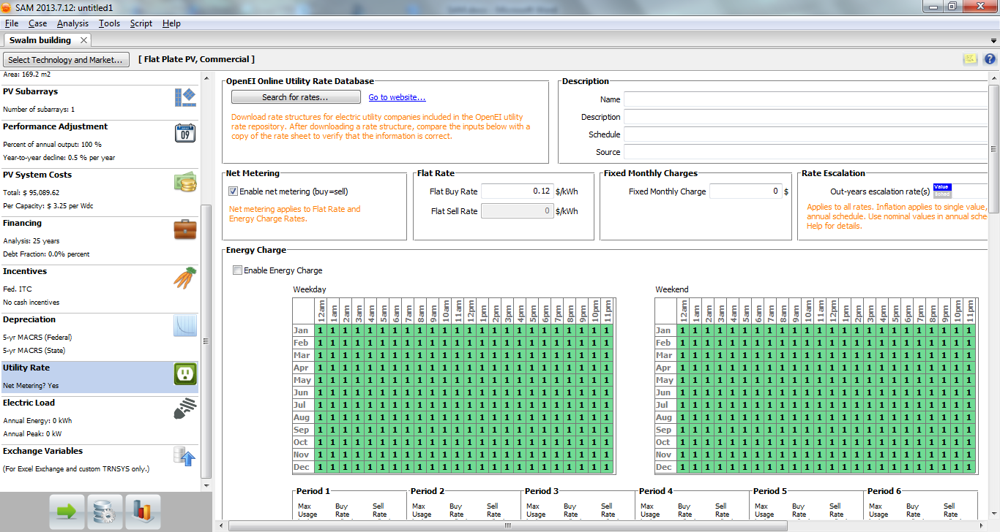 SAM 2013.7.12: untitled1
File Case Analysis Tools Script Help
Swalm building
Select Technology and Market... [ Flat Plate PV, Commercial ]
Area: 169.2 m2
PV Subarrays
Number of subarrays: 1
Performance Adjustment
09
Percent of annual output: 100 %
Year-to-year decline: 0.5 % per year
PV System Costs
Total: $ 95,089.62
Per Capacity: $ 3.25 per Wdc
Financing
Analysis: 25 years
Debt Fraction: 0.0% percent
Incentives
Fed. ITC
No cash incentives
Depreciation
5-yr MACRS (Federal)
5-yr MACRS (State)
Utility Rate
Net Metering? Yes
Electric Load
Annual Energy: 0 kWh
Annual Peak: 0 kW
Exchange Variables
(For Excel Exchange and custom TRNSYS only.)
OpenEI Online Utility Rate Database
Search for rates... Go to website...
Download rate structures for electric utility companies included in the OpenEI utility
rate repository. After downloading a rate structure, compare the inputs below with a
copy of the rate sheet to verify that the information is correct.
Description
Name
Description
Schedule
Source
Net Metering
Enable net metering (buy=sell)
Net metering applies to Flat Rate and
Energy Charge Rates.
Flat Rate
Flat Buy Rate 0.12 $/kWh
Flat Sell Rate 0 $/kWh
Fixed Monthly Charges
Fixed Monthly Charge 0 $
Rate Escalation
Out-years escalation rate(s) Value
Sched
Applies to all rates. Inflation applies to single value,
annual schedule. Use nominal values in annual sche
Help for details.
Energy Charge
Enable Energy Charge
Weekday
12am 1am 2am 3am 4am 5am 6am 7am 8am 9am 10am 11am 12pm 1pm 2pm 3pm 4pm 5pm 6pm 7pm 8pm 9pm 10pm 11pm
Jan 1 1 1 1 1 1 1 1 1 1 1 1 1 1 1 1 1 1 1 1 1 1 1 1
Feb 1 1 1 1 1 1 1 1 1 1 1 1 1 1 1 1 1 1 1 1 1 1 1 1
Mar 1 1 1 1 1 1 1 1 1 1 1 1 1 1 1 1 1 1 1 1 1 1 1 1
Apr 1 1 1 1 1 1 1 1 1 1 1 1 1 1 1 1 1 1 1 1 1 1 1 1
May 1 1 1 1 1 1 1 1 1 1 1 1 1 1 1 1 1 1 1 1 1 1 1 1
Jun 1 1 1 1 1 1 1 1 1 1 1 1 1 1 1 1 1 1 1 1 1 1 1 1
Jul 1 1 1 1 1 1 1 1 1 1 1 1 1 1 1 1 1 1 1 1 1 1 1 1
Aug 1 1 1 1 1 1 1 1 1 1 1 1 1 1 1 1 1 1 1 1 1 1 1 1
Sep 1 1 1 1 1 1 1 1 1 1 1 1 1 1 1 1 1 1 1 1 1 1 1 1
Oct 1 1 1 1 1 1 1 1 1 1 1 1 1 1 1 1 1 1 1 1 1 1 1 1
Nov 1 1 1 1 1 1 1 1 1 1 1 1 1 1 1 1 1 1 1 1 1 1 1 1
Dec 1 1 1 1 1 1 1 1 1 1 1 1 1 1 1 1 1 1 1 1 1 1 1 1
Weekend
12am 1am 2am 3am 4am 5am 6am 7am 8am 9am 10am 11am 12pm 1pm 2pm 3pm 4pm 5pm 6pm 7pm 8pm 9pm 10pm 11pm
Jan 1 1 1 1 1 1 1 1 1 1 1 1 1 1 1 1 1 1 1 1 1 1 1 1
Feb 1 1 1 1 1 1 1 1 1 1 1 1 1 1 1 1 1 1 1 1 1 1 1 1
Mar 1 1 1 1 1 1 1 1 1 1 1 1 1 1 1 1 1 1 1 1 1 1 1 1
Apr 1 1 1 1 1 1 1 1 1 1 1 1 1 1 1 1 1 1 1 1 1 1 1 1
May 1 1 1 1 1 1 1 1 1 1 1 1 1 1 1 1 1 1 1 1 1 1 1 1
Jun 1 1 1 1 1 1 1 1 1 1 1 1 1 1 1 1 1 1 1 1 1 1 1 1
Jul 1 1 1 1 1 1 1 1 1 1 1 1 1 1 1 1 1 1 1 1 1 1 1 1
Aug 1 1 1 1 1 1 1 1 1 1 1 1 1 1 1 1 1 1 1 1 1 1 1 1
Sep 1 1 1 1 1 1 1 1 1 1 1 1 1 1 1 1 1 1 1 1 1 1 1 1
Oct 1 1 1 1 1 1 1 1 1 1 1 1 1 1 1 1 1 1 1 1 1 1 1 1
Nov 1 1 1 1 1 1 1 1 1 1 1 1 1 1 1 1 1 1 1 1 1 1 1 1
Dec 1 1 1 1 1 1 1 1 1 1 1 1 1 1 1 1 1 1 1 1 1 1 1 1
Period 1 Period 2 Period 3 Period 4 Period 5 Period 6
Max Buy Sell Max Buy Sell Max Buy Sell Max Buy Sell Max Buy Sell Max Buy Sell
Usage Rate Rate Usage Rate Rate Usage Rate Rate Usage Rate Rate Usage Rate Rate Usage Rate Rate